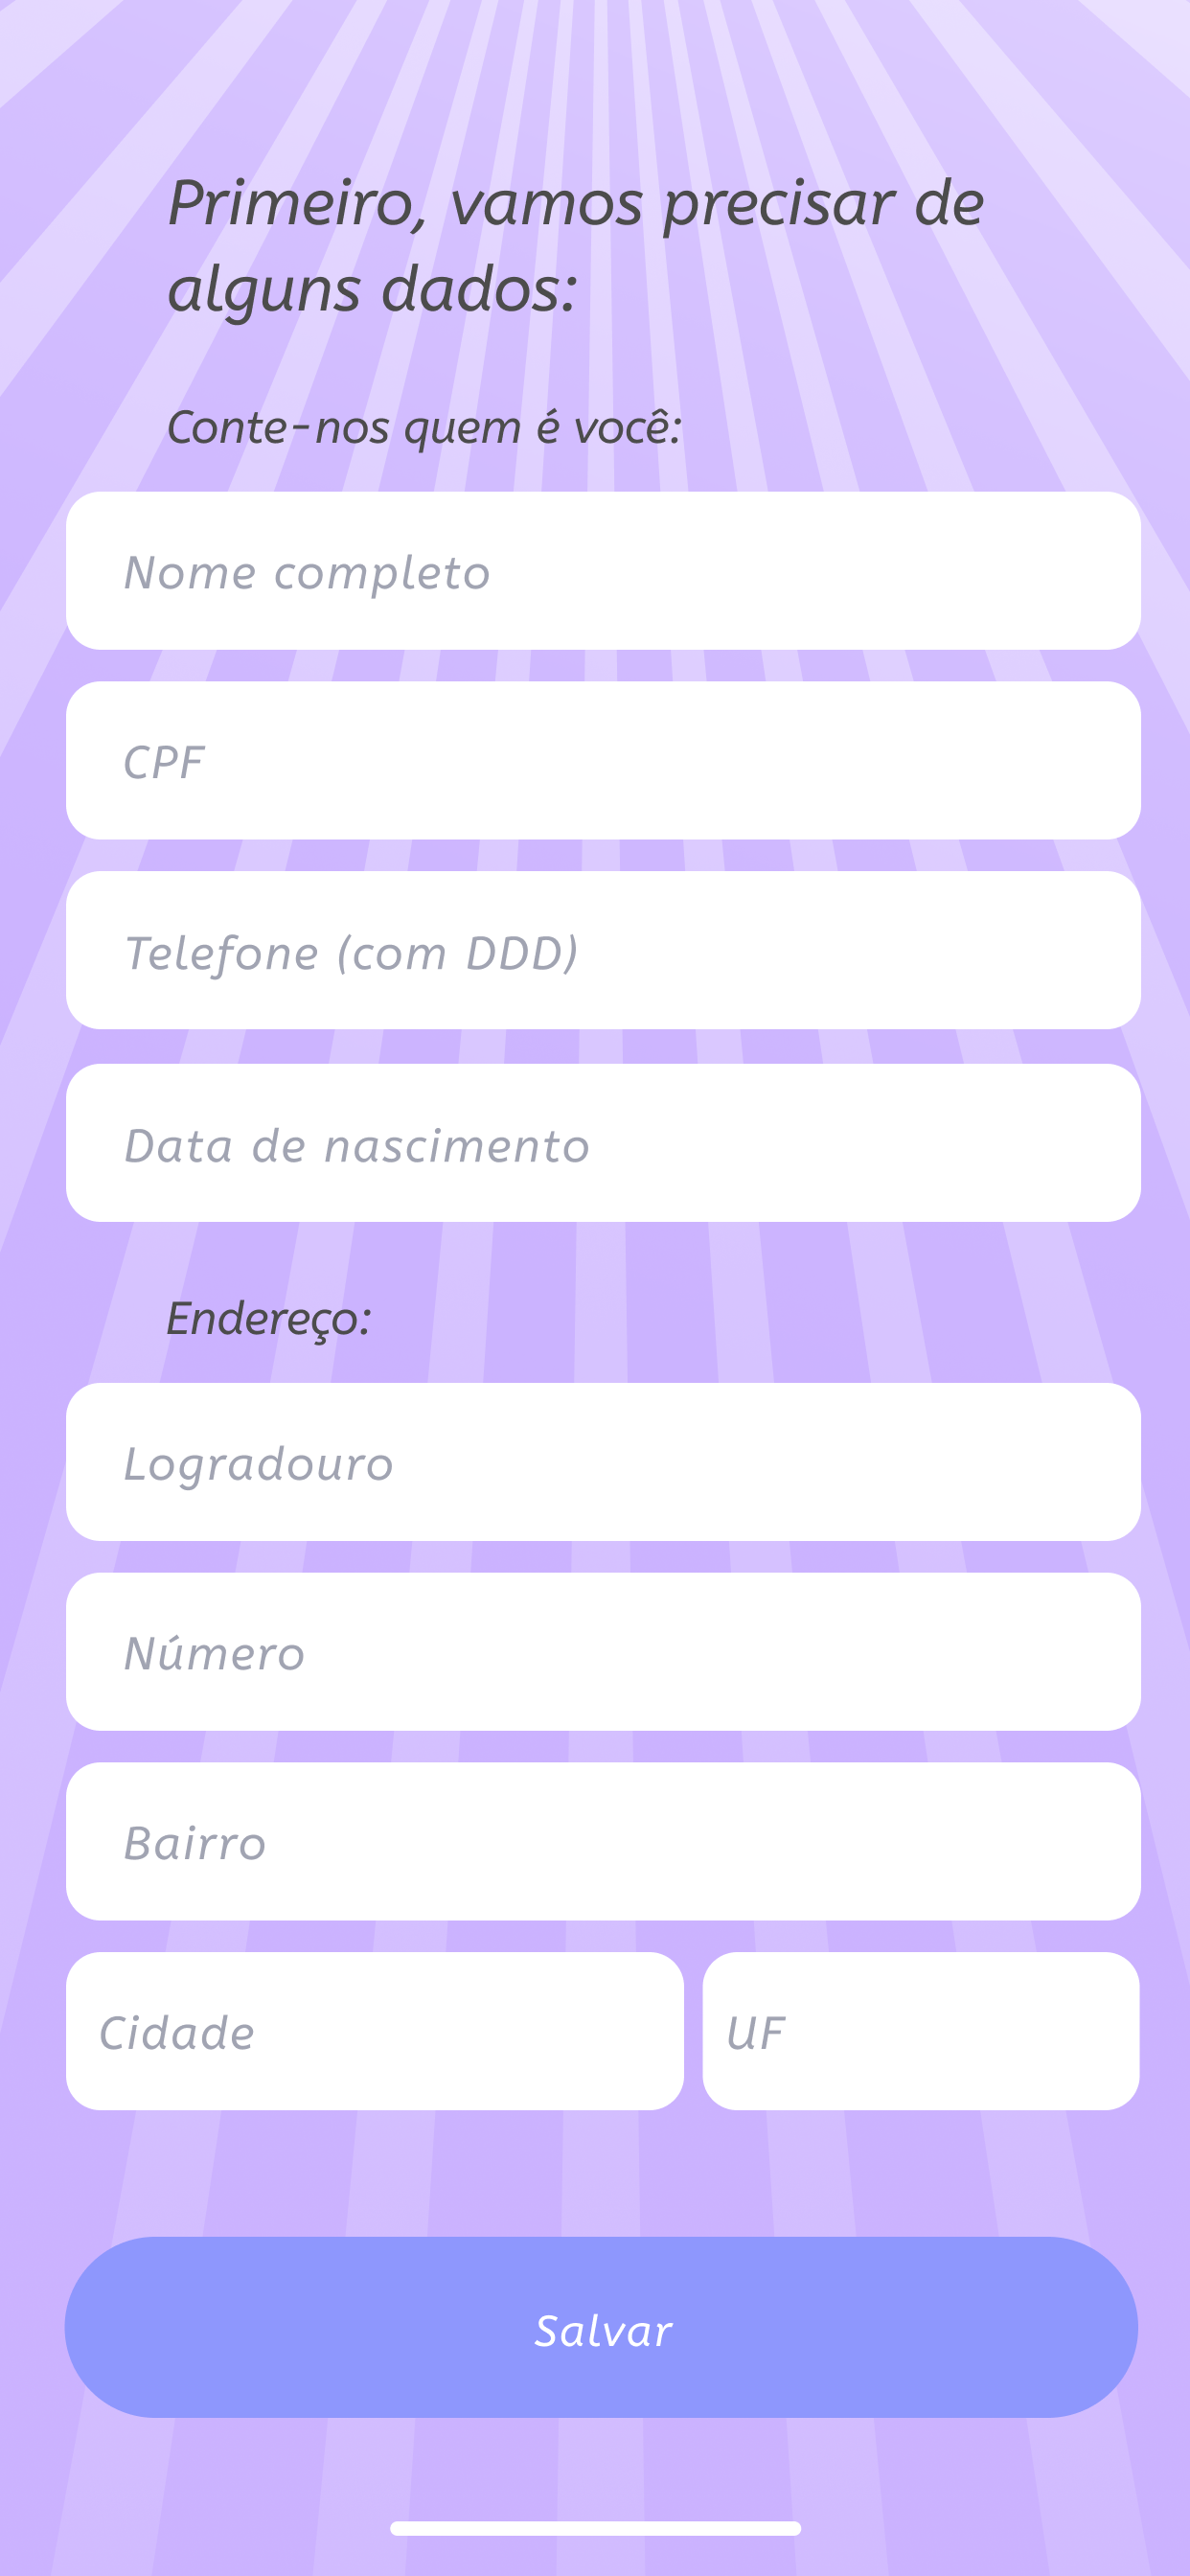 Primeiro, vamos precisar de
alguns dados:
Conte-nos quem é você:
Nome completo
CPF
Telefone (com DDD)
Data de nascimento
Endereço:
Logradouro
Número
Bairro
Cidade
UF
Salvar